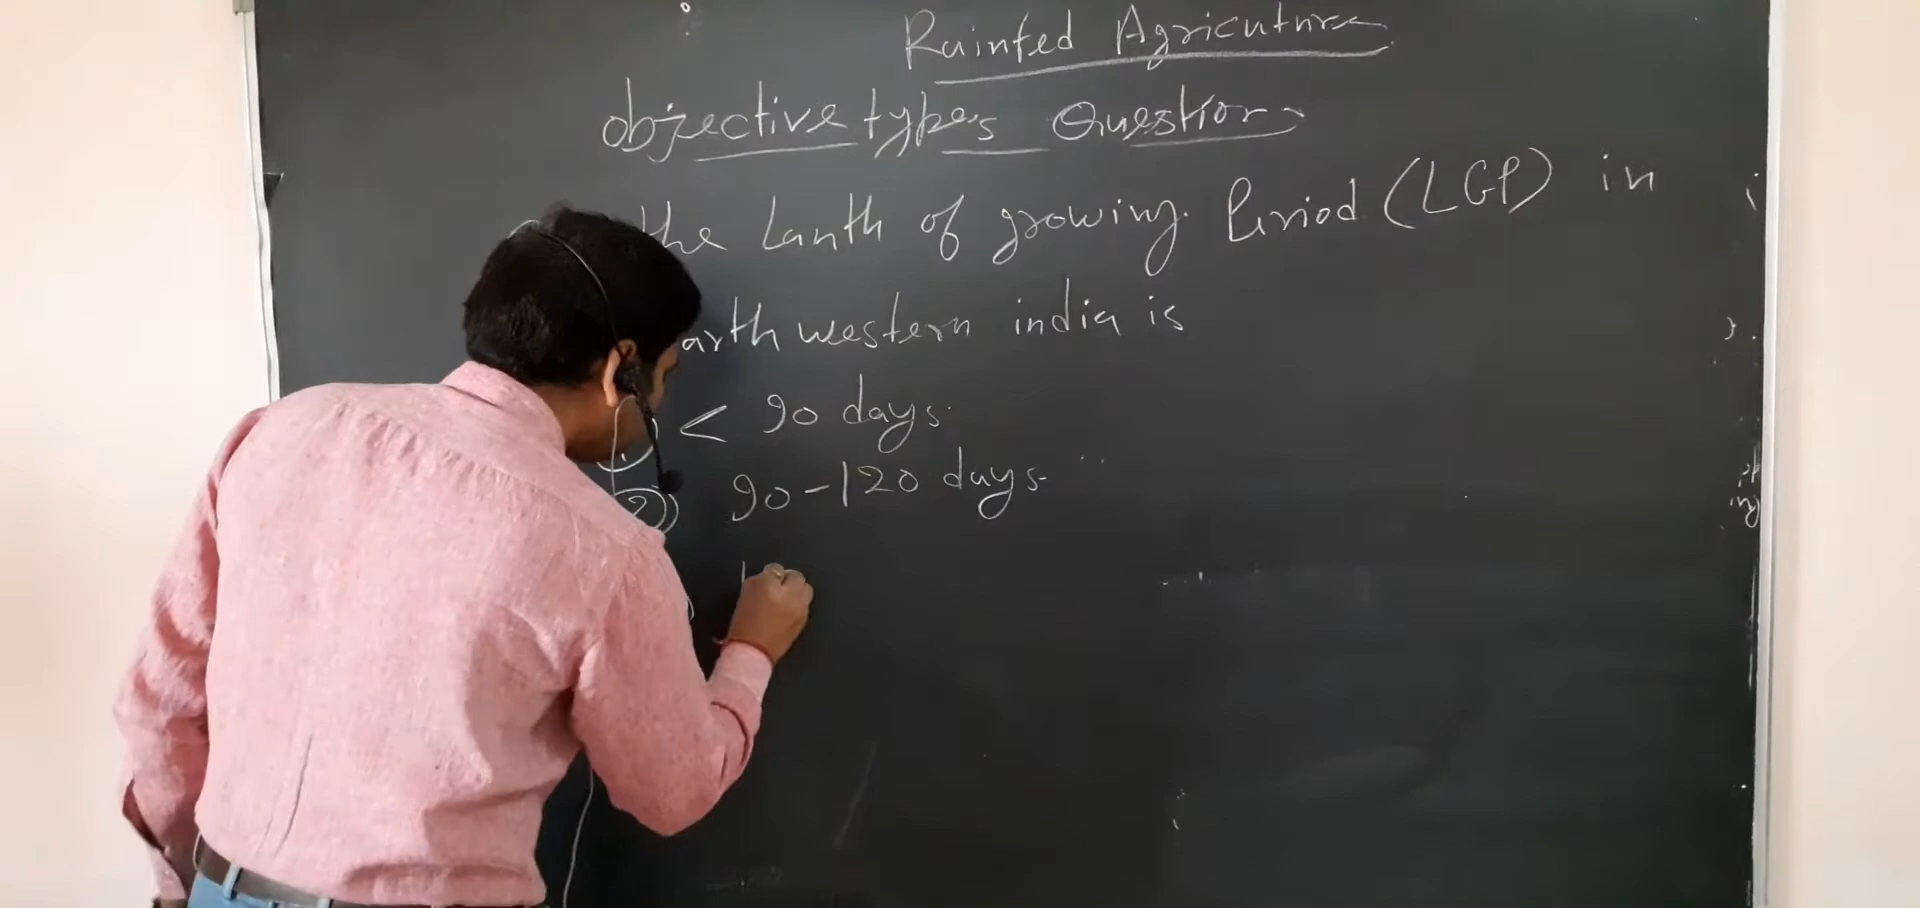 Rainfed Agricuture
Objective types Question
the Lanth of growing Period (LGP) in
arth western india is
< 90 days
② 90-120 days